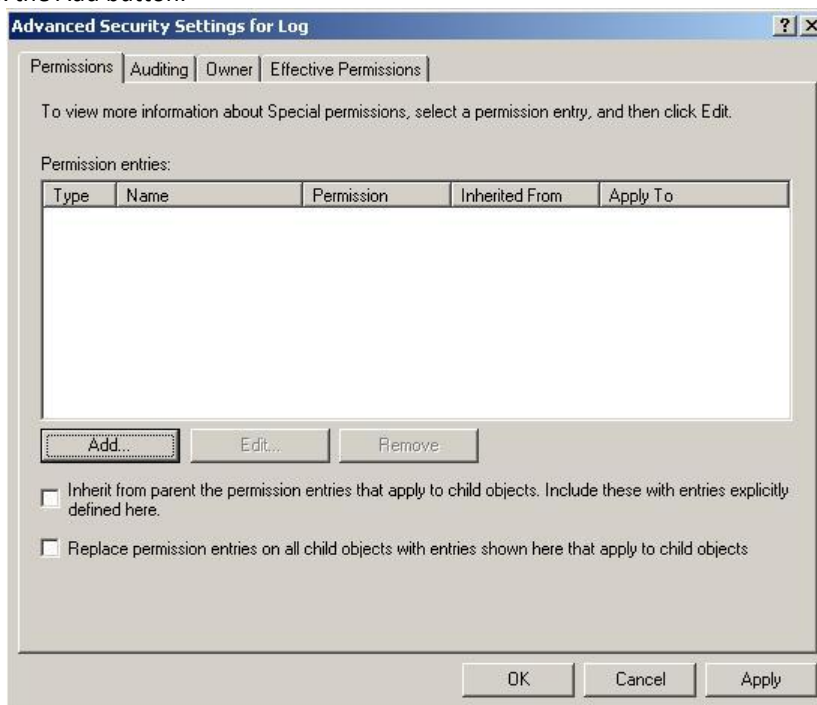 the Add button.
Advanced Security Settings for Log
Permissions Auditing Owner Effective Permissions
To view more information about Special permissions, select a permission entry, and then click Edit.
Permission entries:
Type Name Permission Inherited From Apply To
Add... Edit... Remove
Inherit from parent the permission entries that apply to child objects. Include these with entries explicitly
defined here.
Replace permission entries on all child objects with entries shown here that apply to child objects
OK Cancel Apply